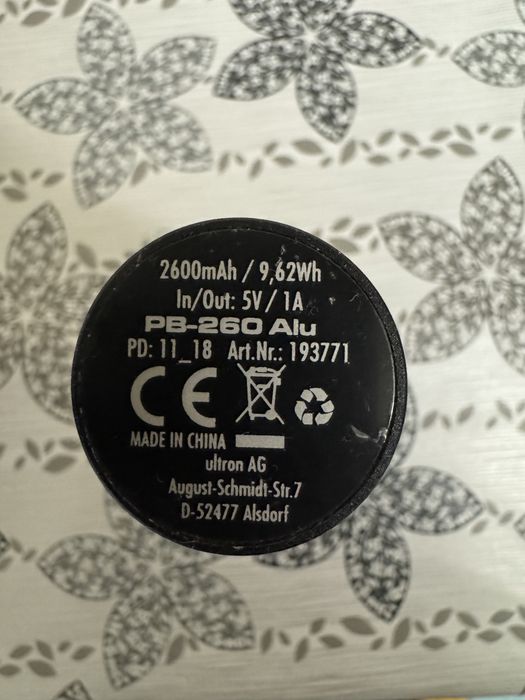 2600mAh / 9,62Wh
In/Out: 5V / 1A
PB-260 Alu
PD: 11_18 Art.Nr.: 193771
CE
MADE IN CHINA
ultron AG
August-Schmidt-Str.7
D-52477 Alsdorf